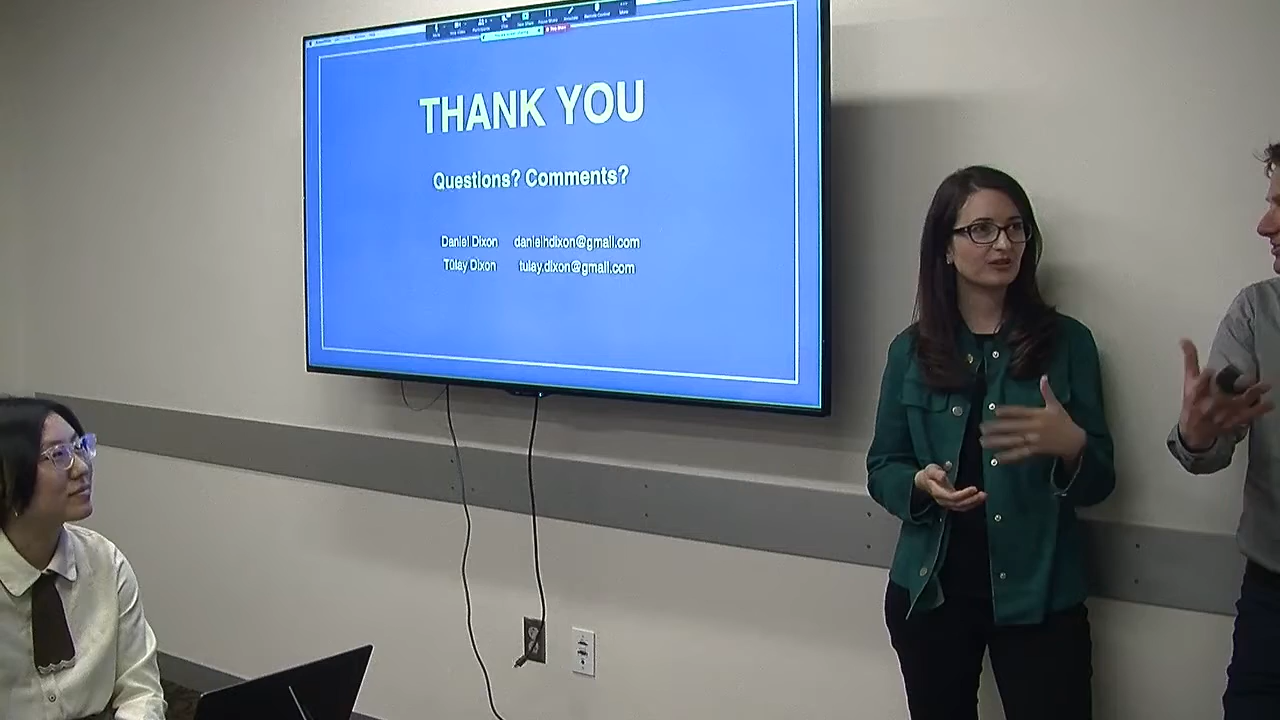 THANK YOU
Questions? Comments?
Daniel Dixon danielhdixon@gmail.com
Tülay Dixon tulay.dixon@gmail.com